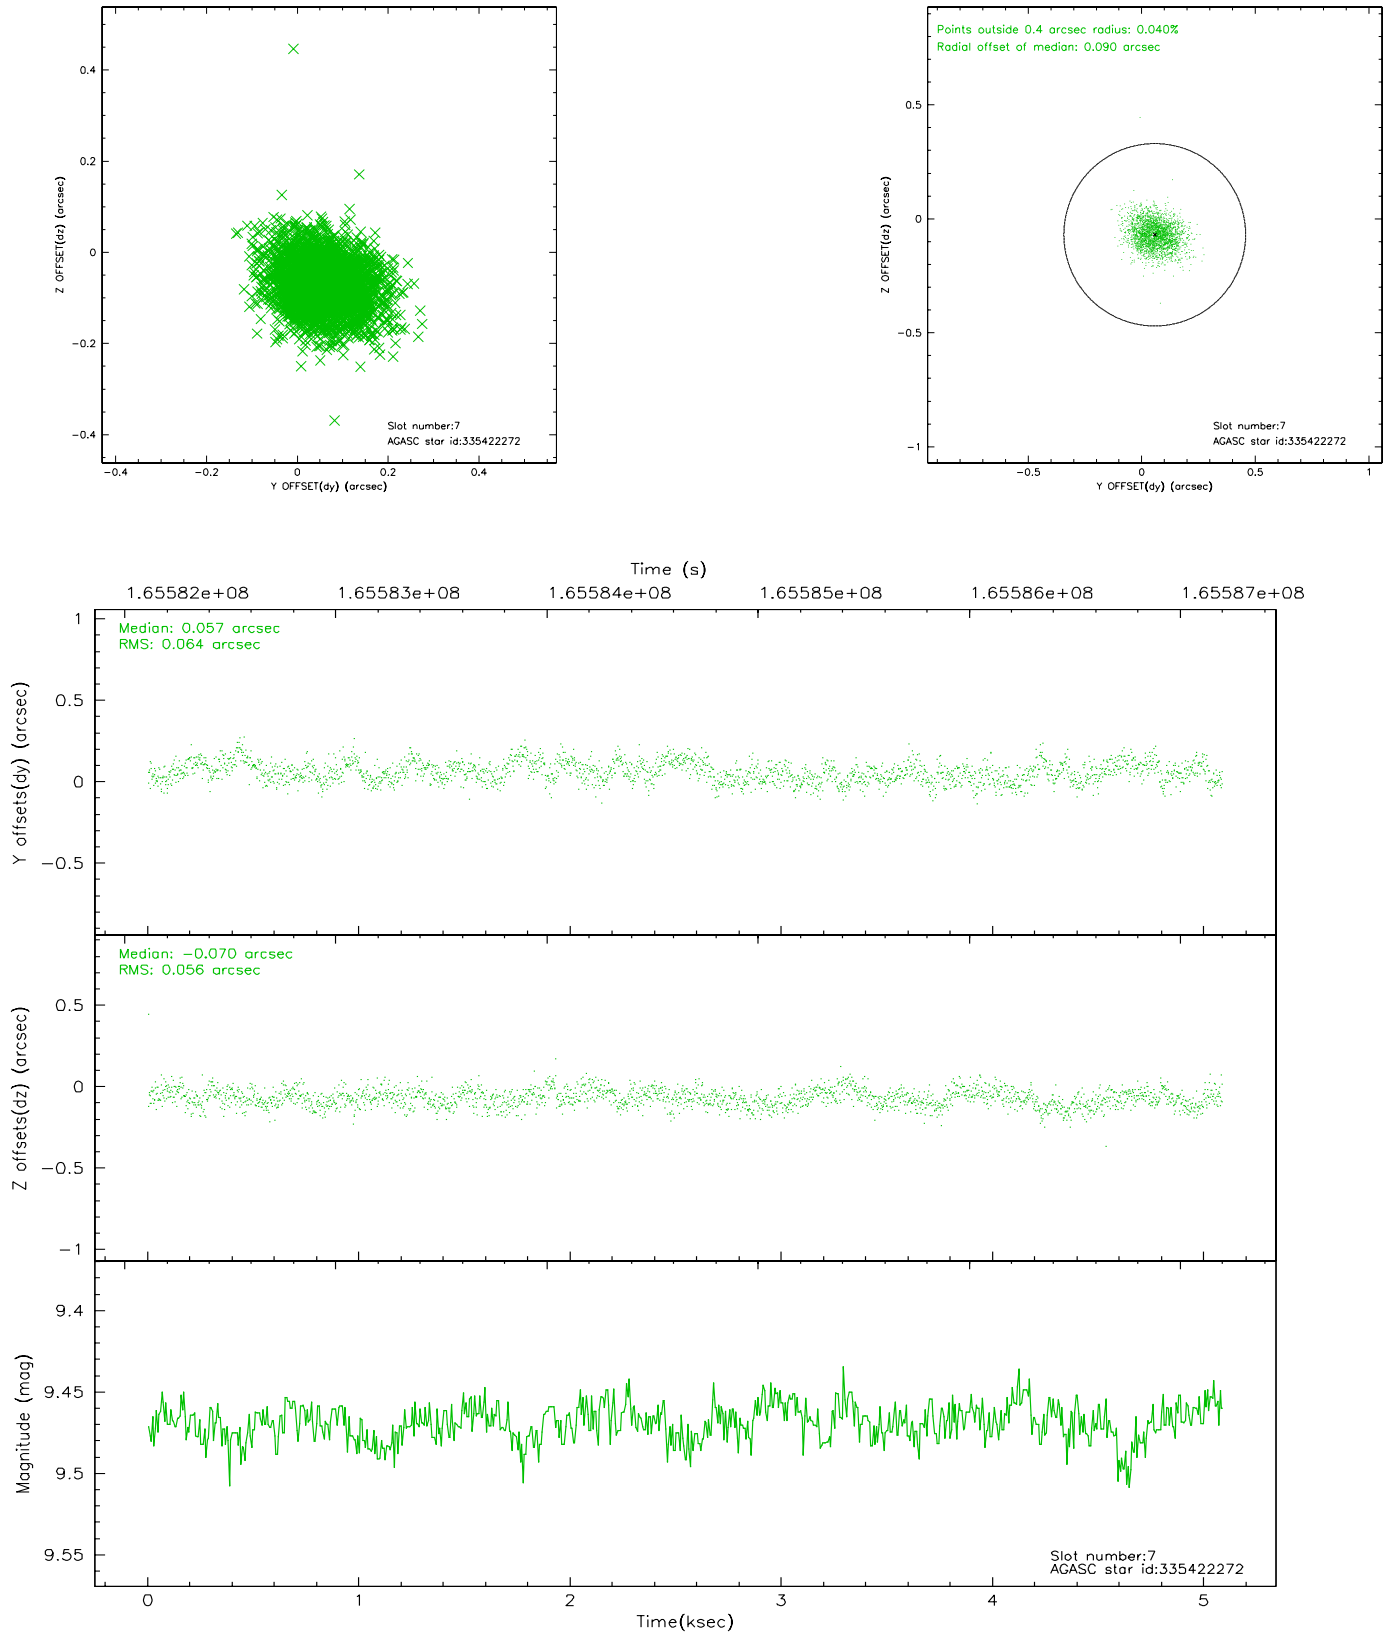 0.4
0.2
0
−0.2
−0.4
−0.4
−0.2
0
0.2
0.4
Z OFFSET(dz) (arcsec)
Y OFFSET(dy) (arcsec)
Slot number:7
AGASC star id:335422272
Points outside 0.4 arcsec radius: 0.040%
Radial offset of median: 0.090 arcsec
0.5
0
−0.5
−1
−0.5
0
0.5
1
Z OFFSET(dz) (arcsec)
Y OFFSET(dy) (arcsec)
Slot number:7
AGASC star id:335422272
Time (s)
1.65582e+08 1.65583e+08 1.65584e+08 1.65585e+08 1.65586e+08 1.65587e+08
Median: 0.057 arcsec
RMS: 0.064 arcsec
1
0.5
0
−0.5
Y offsets(dy) (arcsec)
Median: −0.070 arcsec
RMS: 0.056 arcsec
0.5
0
−0.5
−1
Z offsets(dz) (arcsec)
9.4
9.45
9.5
9.55
Magnitude (mag)
Slot number:7
AGASC star id:335422272
0 1 2 3 4 5
Time(ksec)